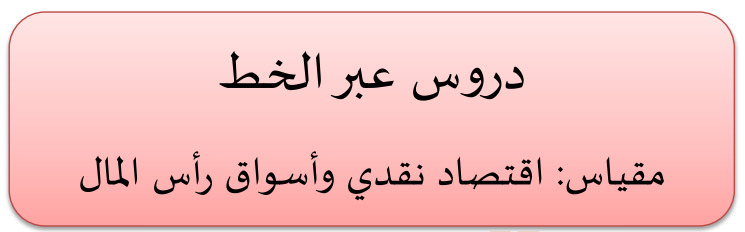 دروس عبر الخط
مقياس: اقتصاد نقدي وأسواق رأس المال